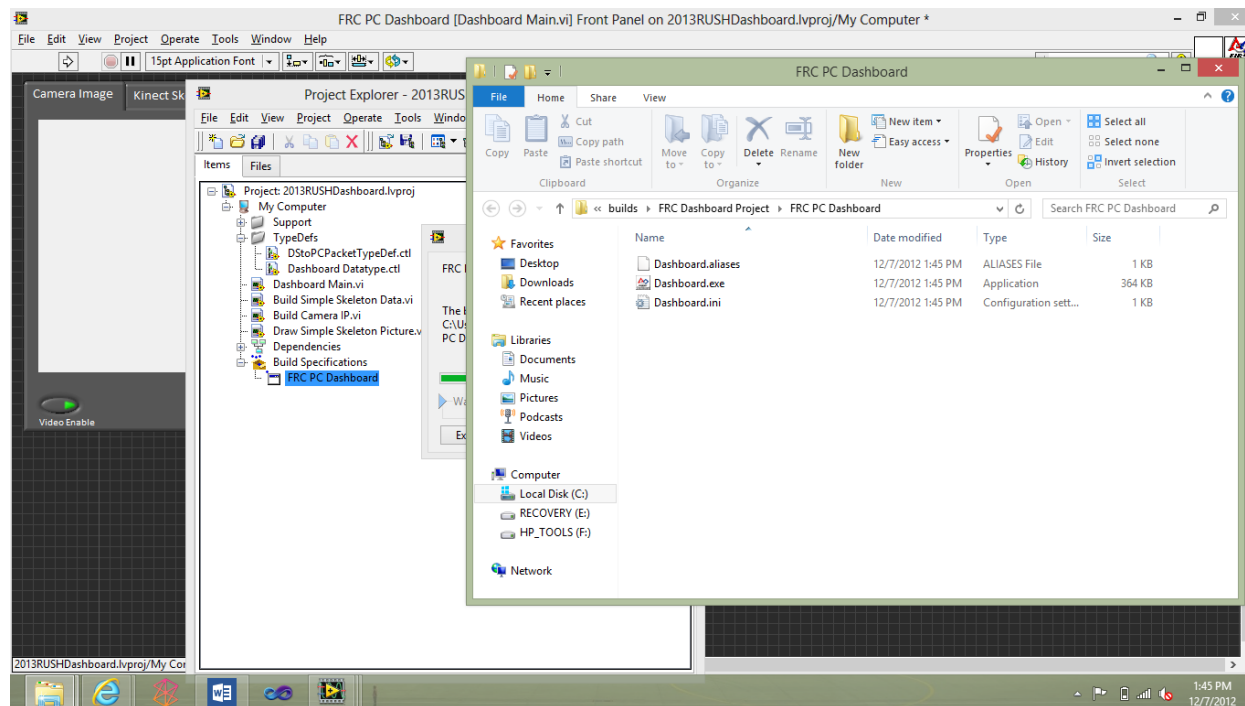 FRC PC Dashboard [Dashboard Main.vi] Front Panel on 2013RUSHDashboard.lvproj/My Computer *
File Edit View Project Operate Tools Window Help
15pt Application Font
Camera Image Kinect Sk
Video Enable
2013RUSHDashboard.lvproj/My Co
Project Explorer - 2013RUS
File Edit View Project Operate Tools Windo
Items Files
Project: 2013RUSHDashboard.lvproj
My Computer
Support
TypeDefs
DStoPCPacketTypeDef.ctl
Dashboard Datatype.ctl
Dashboard Main.vi
Build Simple Skeleton Data.vi
Build Camera IP.vi
Draw Simple Skeleton Picture.v
Dependencies
Build Specifications
FRC PC Dashboard
FRC
The
C:\U
PC D
Wa
Ex
FRC PC Dashboard
File Home Share View
Copy
Paste
Cut
Copy path
Paste shortcut
Clipboard
Move to
Copy to
Delete
Rename
Organize
New folder
New item
Easy access
New
Properties
Open
Edit
History
Open
Select all
Select none
Invert selection
Select
« builds FRC Dashboard Project FRC PC Dashboard
Search FRC PC Dashboard
Favorites
Desktop
Downloads
Recent places
Libraries
Documents
Music
Pictures
Podcasts
Videos
Computer
Local Disk (C:)
RECOVERY (E:)
HP_TOOLS (F:)
Network
Name Date modified Type Size
Dashboard.aliases 12/7/2012 1:45 PM ALIASES File 1 KB
Dashboard.exe 12/7/2012 1:45 PM Application 364 KB
Dashboard.ini 12/7/2012 1:45 PM Configuration sett... 1 KB
1:45 PM
12/7/2012